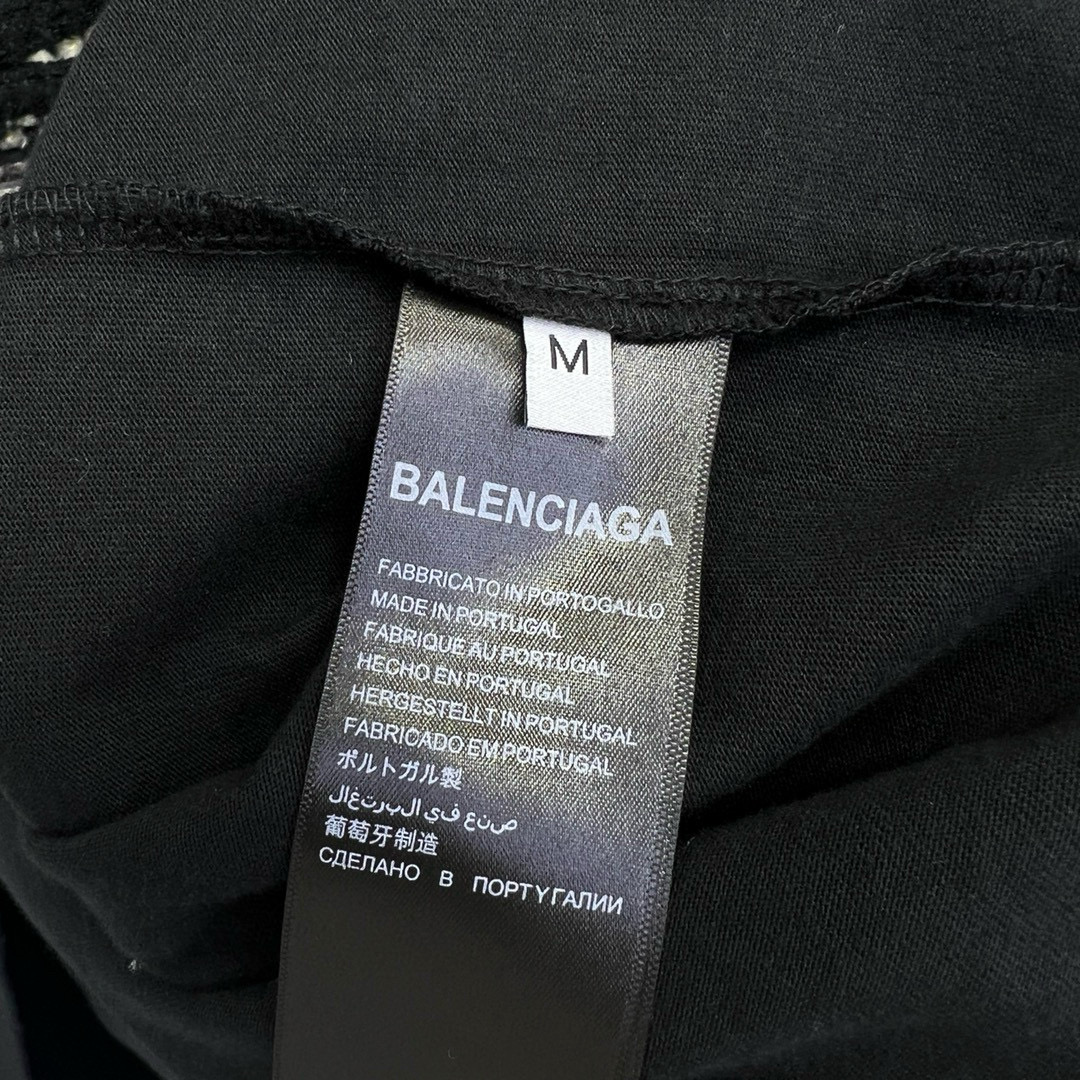 M
BALENCIAGA
FABBRICATO IN PORTOGALLO
MADE IN PORTUGAL
FABRIQUE AU PORTUGAL
HECHO EN PORTUGAL
HERGESTELLT IN PORTUGAL
FABRICADO EM PORTUGAL
ポルトガル製
صنع في البرتغال
葡萄牙制造
СДЕЛАНО В ПОРТУГАЛИИ